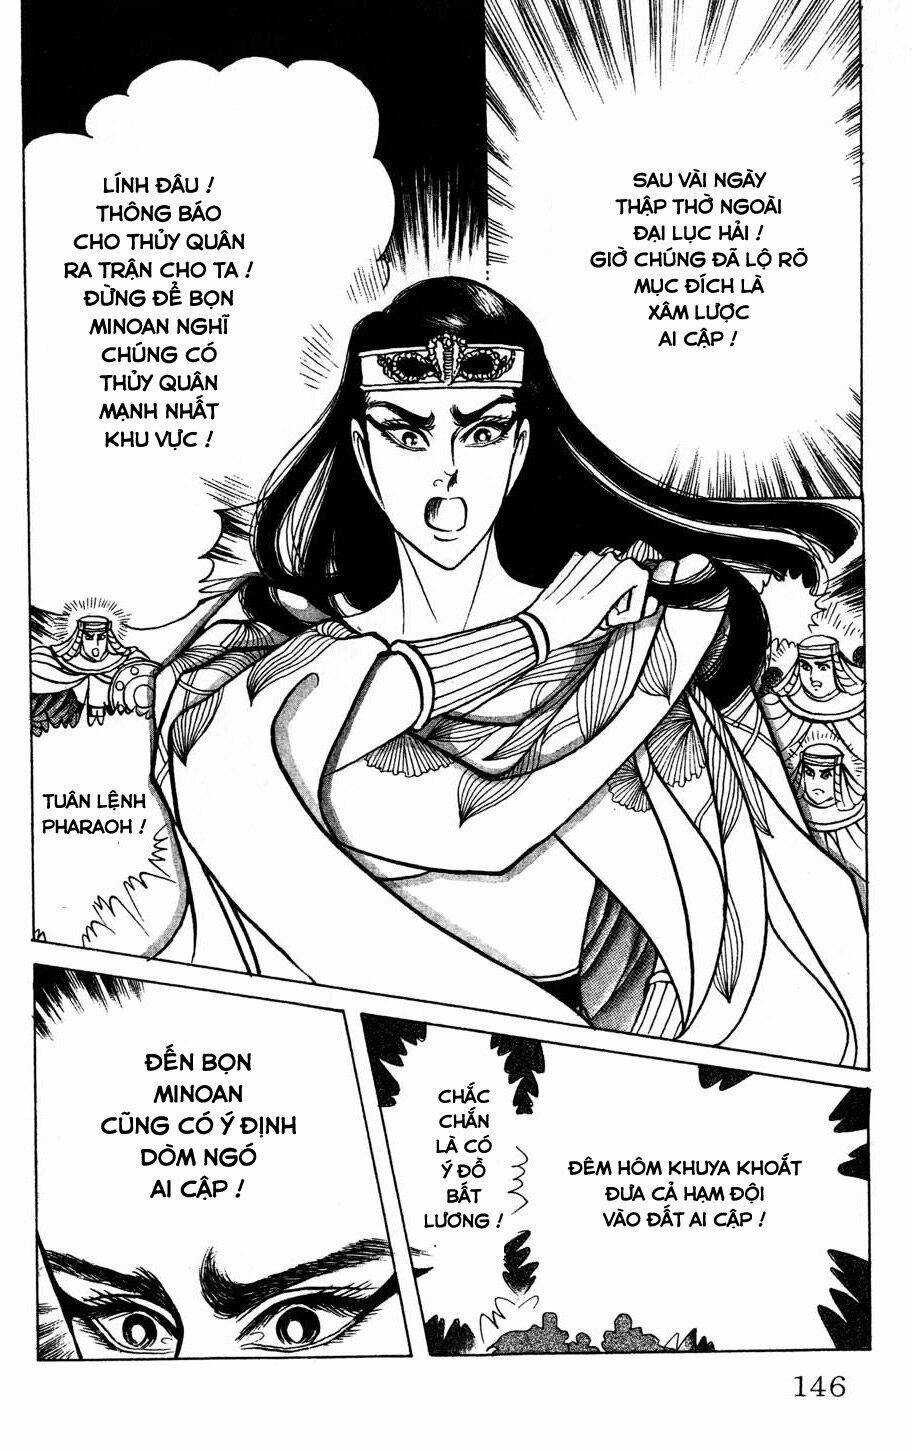 SAU VÀI NGÀY
THẬP THỜ NGOÀI
ĐẠI LỤC HẢI !
GIỜ CHÚNG ĐÃ LỘ RÕ
MỤC ĐÍCH LÀ
XÂM LƯỢC
AI CẬP !
LÍNH ĐÂU !
THÔNG BÁO
CHO THỦY QUÂN
RA TRẬN CHO TA !
ĐỪNG ĐỂ BỌN
MINOAN NGHĨ
CHÚNG CÓ
THỦY QUÂN
MẠNH NHẤT
KHU VỰC !
TUÂN LỆNH
PHARAOH !
ĐÊM HÔM KHUYA KHOẮT
ĐƯA CẢ HẠM ĐỘI
VÀO ĐẤT AI CẬP !
CHẮC
CHẮN
LÀ CÓ
Ý ĐỒ
BẤT
LƯƠNG !
ĐẾN BỌN
MINOAN
CŨNG CÓ Ý ĐỊNH
DÒM NGÓ
AI CẬP !
146